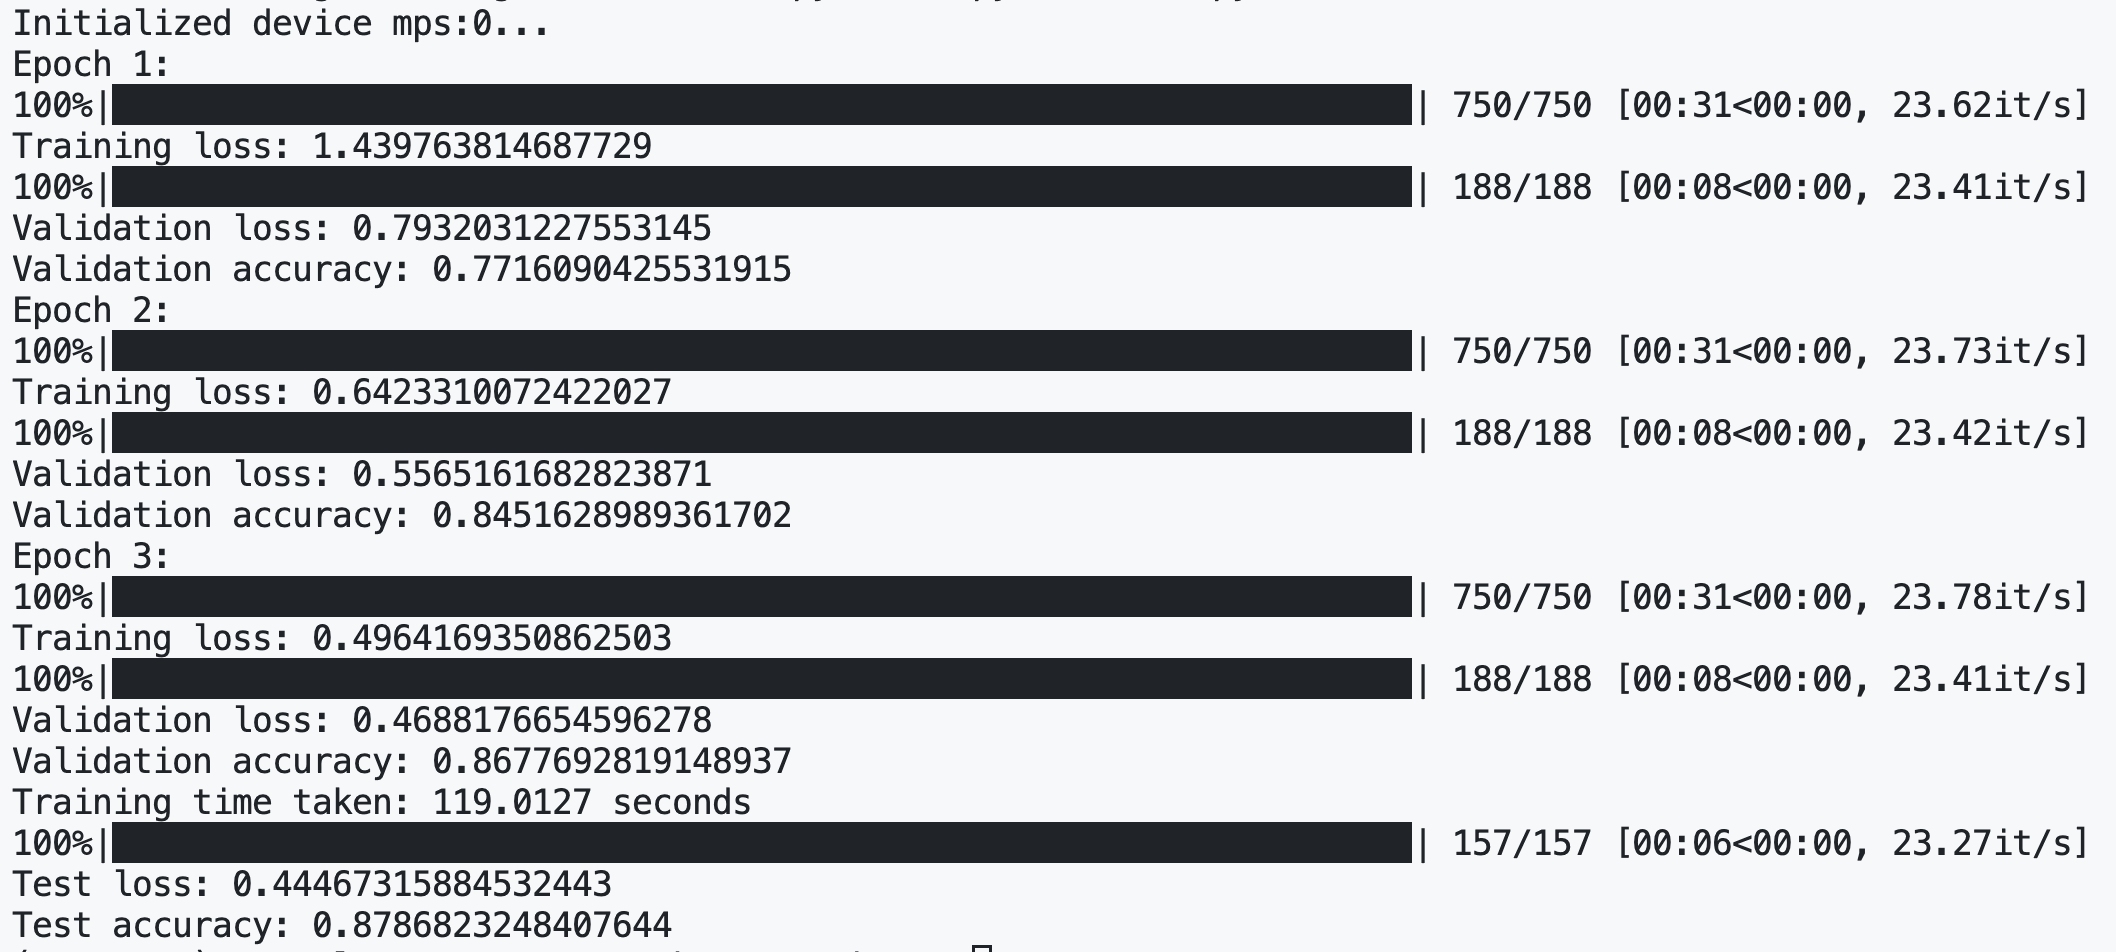 Initialized device mps:0...
Epoch 1:
100%| | 750/750 [00:31<00:00, 23.62it/s]
Training loss: 1.439763814687729
100%| | 188/188 [00:08<00:00, 23.41it/s]
Validation loss: 0.7932031227553145
Validation accuracy: 0.7716090425531915
Epoch 2:
100%| | 750/750 [00:31<00:00, 23.73it/s]
Training loss: 0.6423310072422027
100%| | 188/188 [00:08<00:00, 23.42it/s]
Validation loss: 0.5565161682823871
Validation accuracy: 0.8451628989361702
Epoch 3:
100%| | 750/750 [00:31<00:00, 23.78it/s]
Training loss: 0.4964169350862503
100%| | 188/188 [00:08<00:00, 23.41it/s]
Validation loss: 0.4688176654596278
Validation accuracy: 0.8677692819148937
Training time taken: 119.0127 seconds
100%| | 157/157 [00:06<00:00, 23.27it/s]
Test loss: 0.44467315884532443
Test accuracy: 0.8786823248407644